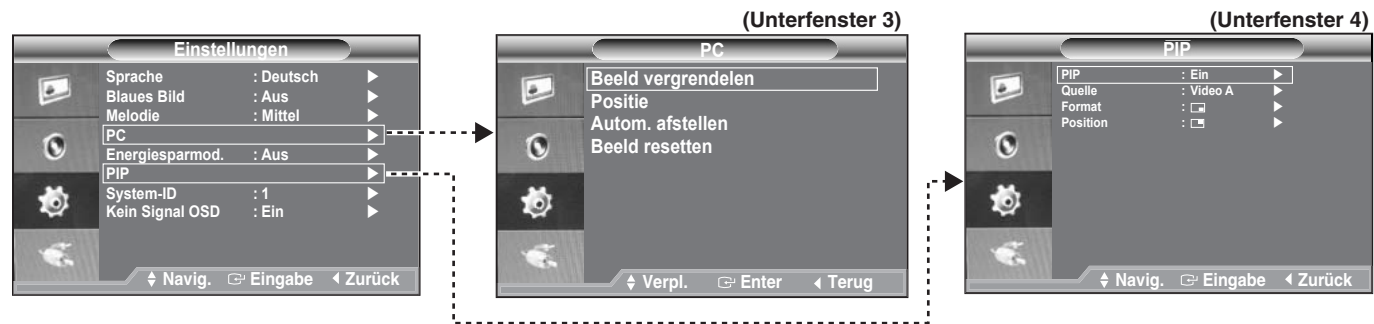 (Unterfenster 3)
(Unterfenster 4)
Einstellungen
Sprache : Deutsch
Blaues Bild : Aus
Melodie : Mittel
PC
Energiesparmod. : Aus
PIP
System-ID : 1
Kein Signal OSD : Ein
Navig. Eingabe Zurück
PC
Beeld vergrendelen
Positie
Autom. afstellen
Beeld resetten
Verpl. Enter Terug
PIP
PIP : Ein
Quelle : Video A
Format :
Position :
Navig. Eingabe Zurück